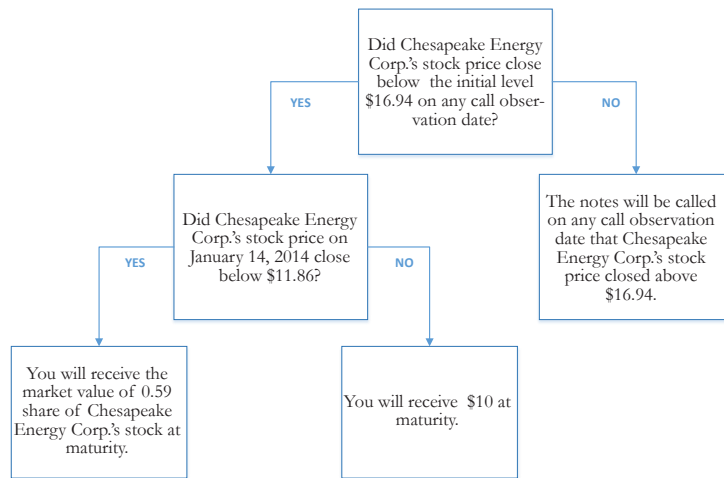 Did Chesapeake Energy
Corp.'s stock price close
below the initial level
$16.94 on any call obser-
vation date?
YES
NO
Did Chesapeake Energy
Corp.'s stock price on
January 14, 2014 close
below $11.86?
The notes will be called
on any call observation
date that Chesapeake
Energy Corp.'s stock
price closed above
$16.94.
YES
NO
You will receive the
market value of 0.59
share of Chesapeake
Energy Corp.'s stock at
maturity.
You will receive $10 at
maturity.